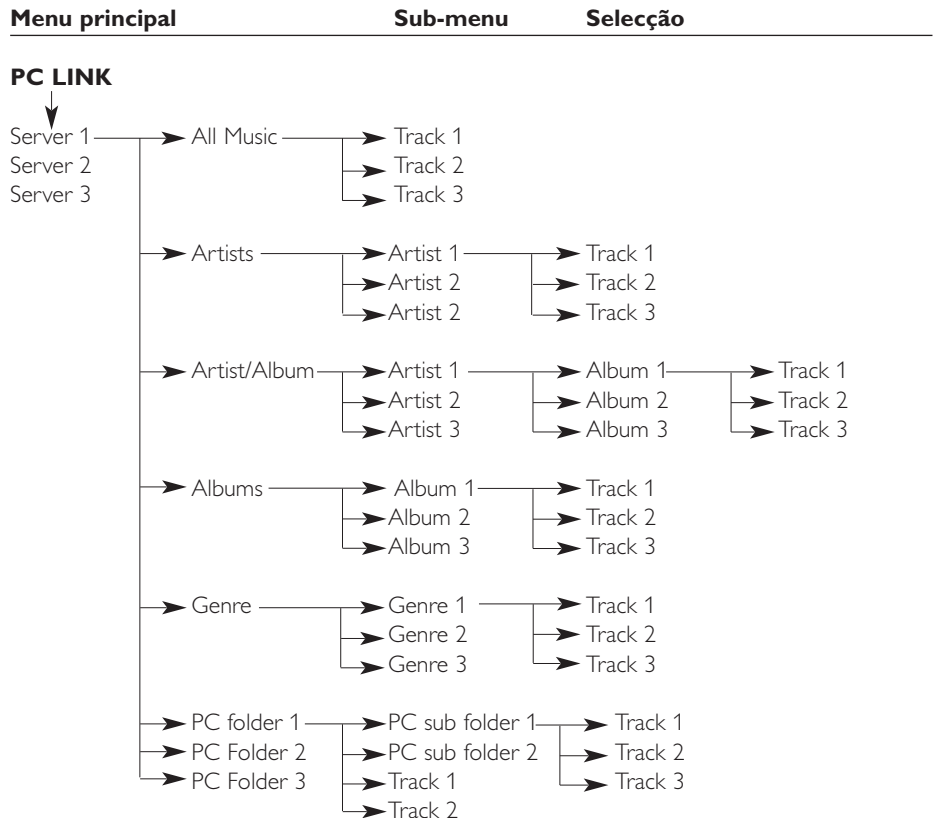 Menu principal Sub-menu Selecção
PC LINK
Server 1 All Music Track 1
Server 2 Track 2
Server 3 Track 3
Artists Artist 1 Track 1
Artist 2 Track 2
Artist 2 Track 3
Artist/Album Artist 1 Album 1 Track 1
Artist 2 Album 2 Track 2
Artist 3 Album 3 Track 3
Albums Album 1 Track 1
Album 2 Track 2
Album 3 Track 3
Genre Genre 1 Track 1
Genre 2 Track 2
Genre 3 Track 3
PC folder 1 PC sub folder 1 Track 1
PC Folder 2 PC sub folder 2 Track 2
PC Folder 3 Track 1 Track 3
Track 2